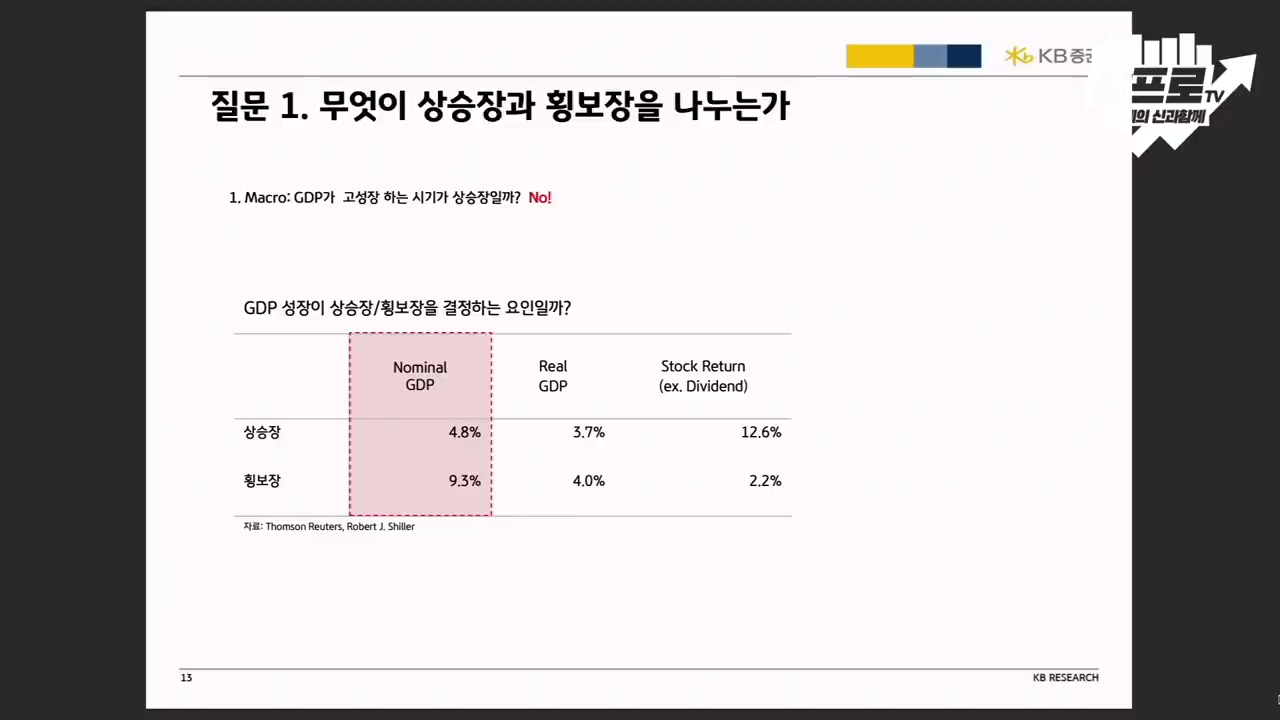 KB증권
프로TV
의 신과함께
질문 1. 무엇이 상승장과 횡보장을 나누는가
1. Macro: GDP가 고성장 하는 시기가 상승장일까? No!
GDP 성장이 상승장/횡보장을 결정하는 요인일까?
Nominal GDP
Real GDP
Stock Return (ex. Dividend)
상승장 4.8% 3.7% 12.6%
횡보장 9.3% 4.0% 2.2%
자료: Thomson Reuters, Robert J. Shiller
13
KB RESEARCH